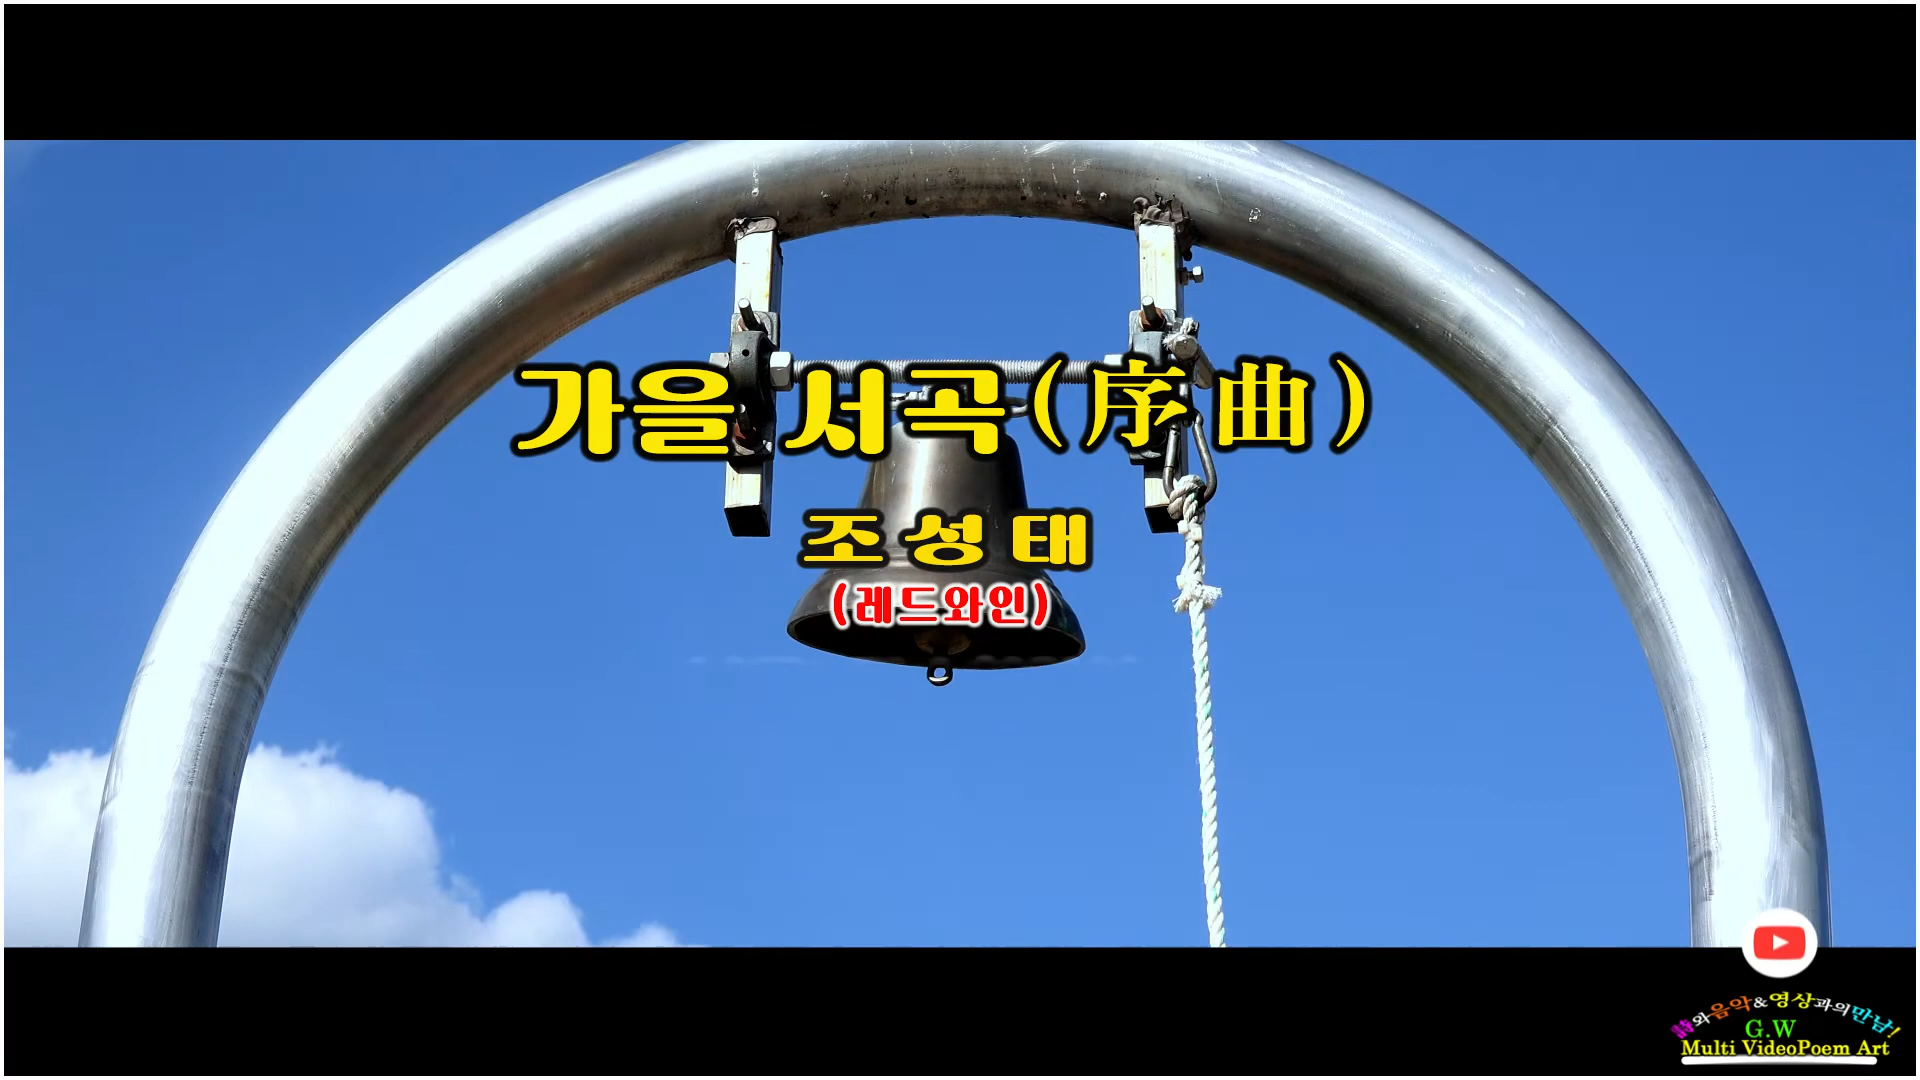 가을 서곡(序曲)
조성태
(레드와인)
詩와음악&영상과의만남!
G.W
Multi VideoPoem Art